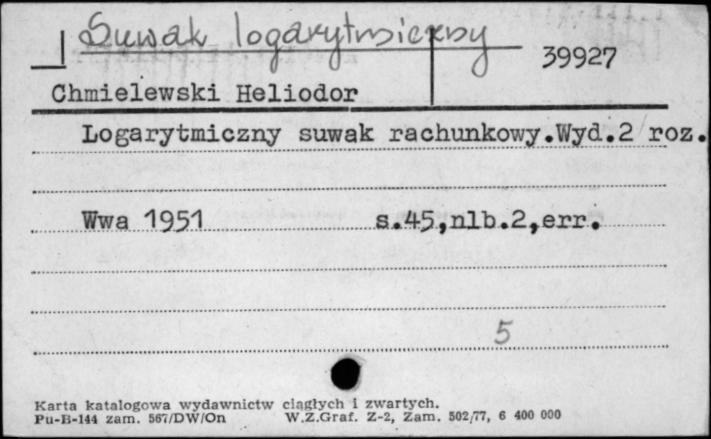 Suwak logarytmiczny
39927
Chmielewski Heliodor
Logarytmiczny suwak rachunkowy.Wyd.2 roz.
Wwa 1951 s.45,nlb.2,err.
5
Karta katalogowa wydawnictw ciągłych i zwartych.
Pu-B-144 zam. 567/DW/On W.Z.Graf. Z-2, Zam. 502/77, 6 400 000